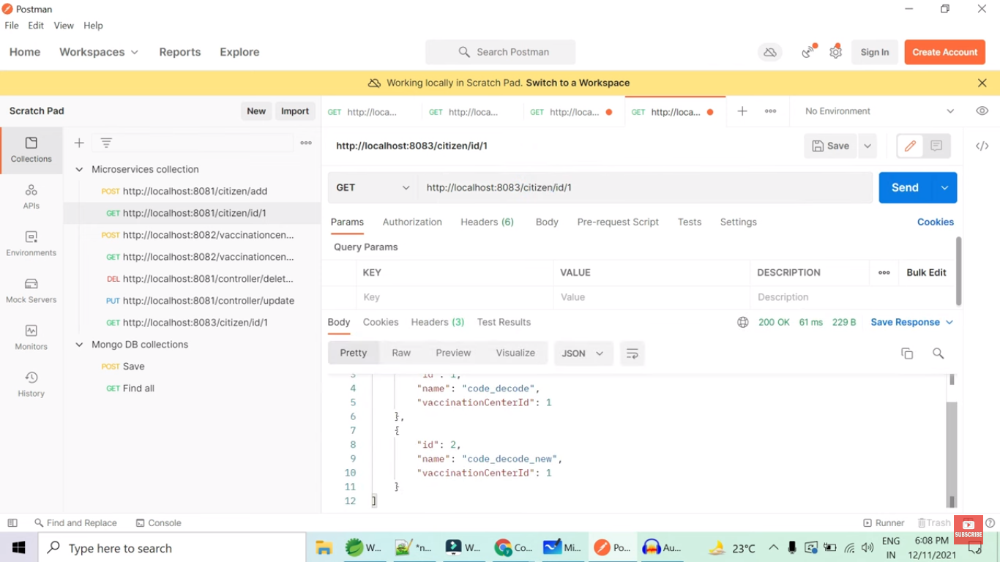 Postman
File Edit View Help
Home Workspaces Reports Explore Search Postman Sign In Create Account
Working locally in Scratch Pad. Switch to a Workspace
Scratch Pad New Import
GET http://loca... GET http://loca... GET http://loca... GET http://loca... No Environment
Collections
APIs
Environments
Mock Servers
Monitors
History
Microservices collection
POST http://localhost:8081/citizen/add
GET http://localhost:8081/citizen/id/1
POST http://localhost:8082/vaccinationcen...
GET http://localhost:8082/vaccinationcen...
DEL http://localhost:8081/controller/delet...
PUT http://localhost:8081/controller/update
GET http://localhost:8083/citizen/id/1
Mongo DB collections
POST Save
GET Find all
http://localhost:8083/citizen/id/1 Save
GET http://localhost:8083/citizen/id/1 Send
Params Authorization Headers (6) Body Pre-request Script Tests Settings Cookies
Query Params
KEY VALUE DESCRIPTION Bulk Edit
Key Value Description
Body Cookies Headers (3) Test Results 200 OK 61 ms 229 B Save Response
Pretty Raw Preview Visualize JSON
3 "id": 1,
4 "name": "code_decode",
5 "vaccinationCenterId": 1
6 },
7 {
8 "id": 2,
9 "name": "code_decode_new",
10 "vaccinationCenterId": 1
11 }
12 ]
Find and Replace Console Runner Trash
SUBSCRIBE
Type here to search W... *n... W... Co... Mi... Po... Au... 23°C ENG 6:08 PM
IN 12/11/2021